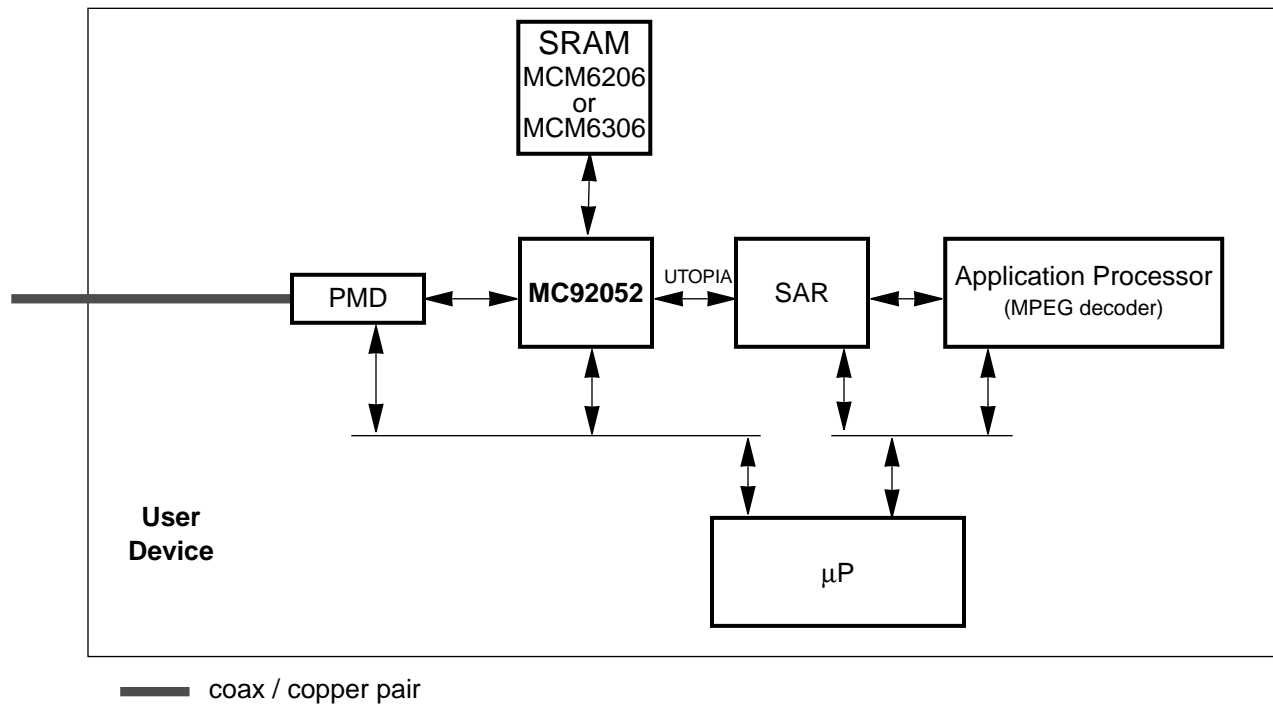 SRAM
MCM6206
or
MCM6306
PMD
MC92052
UTOPIA
SAR
Application Processor
(MPEG decoder)
User
Device
μP
coax / copper pair